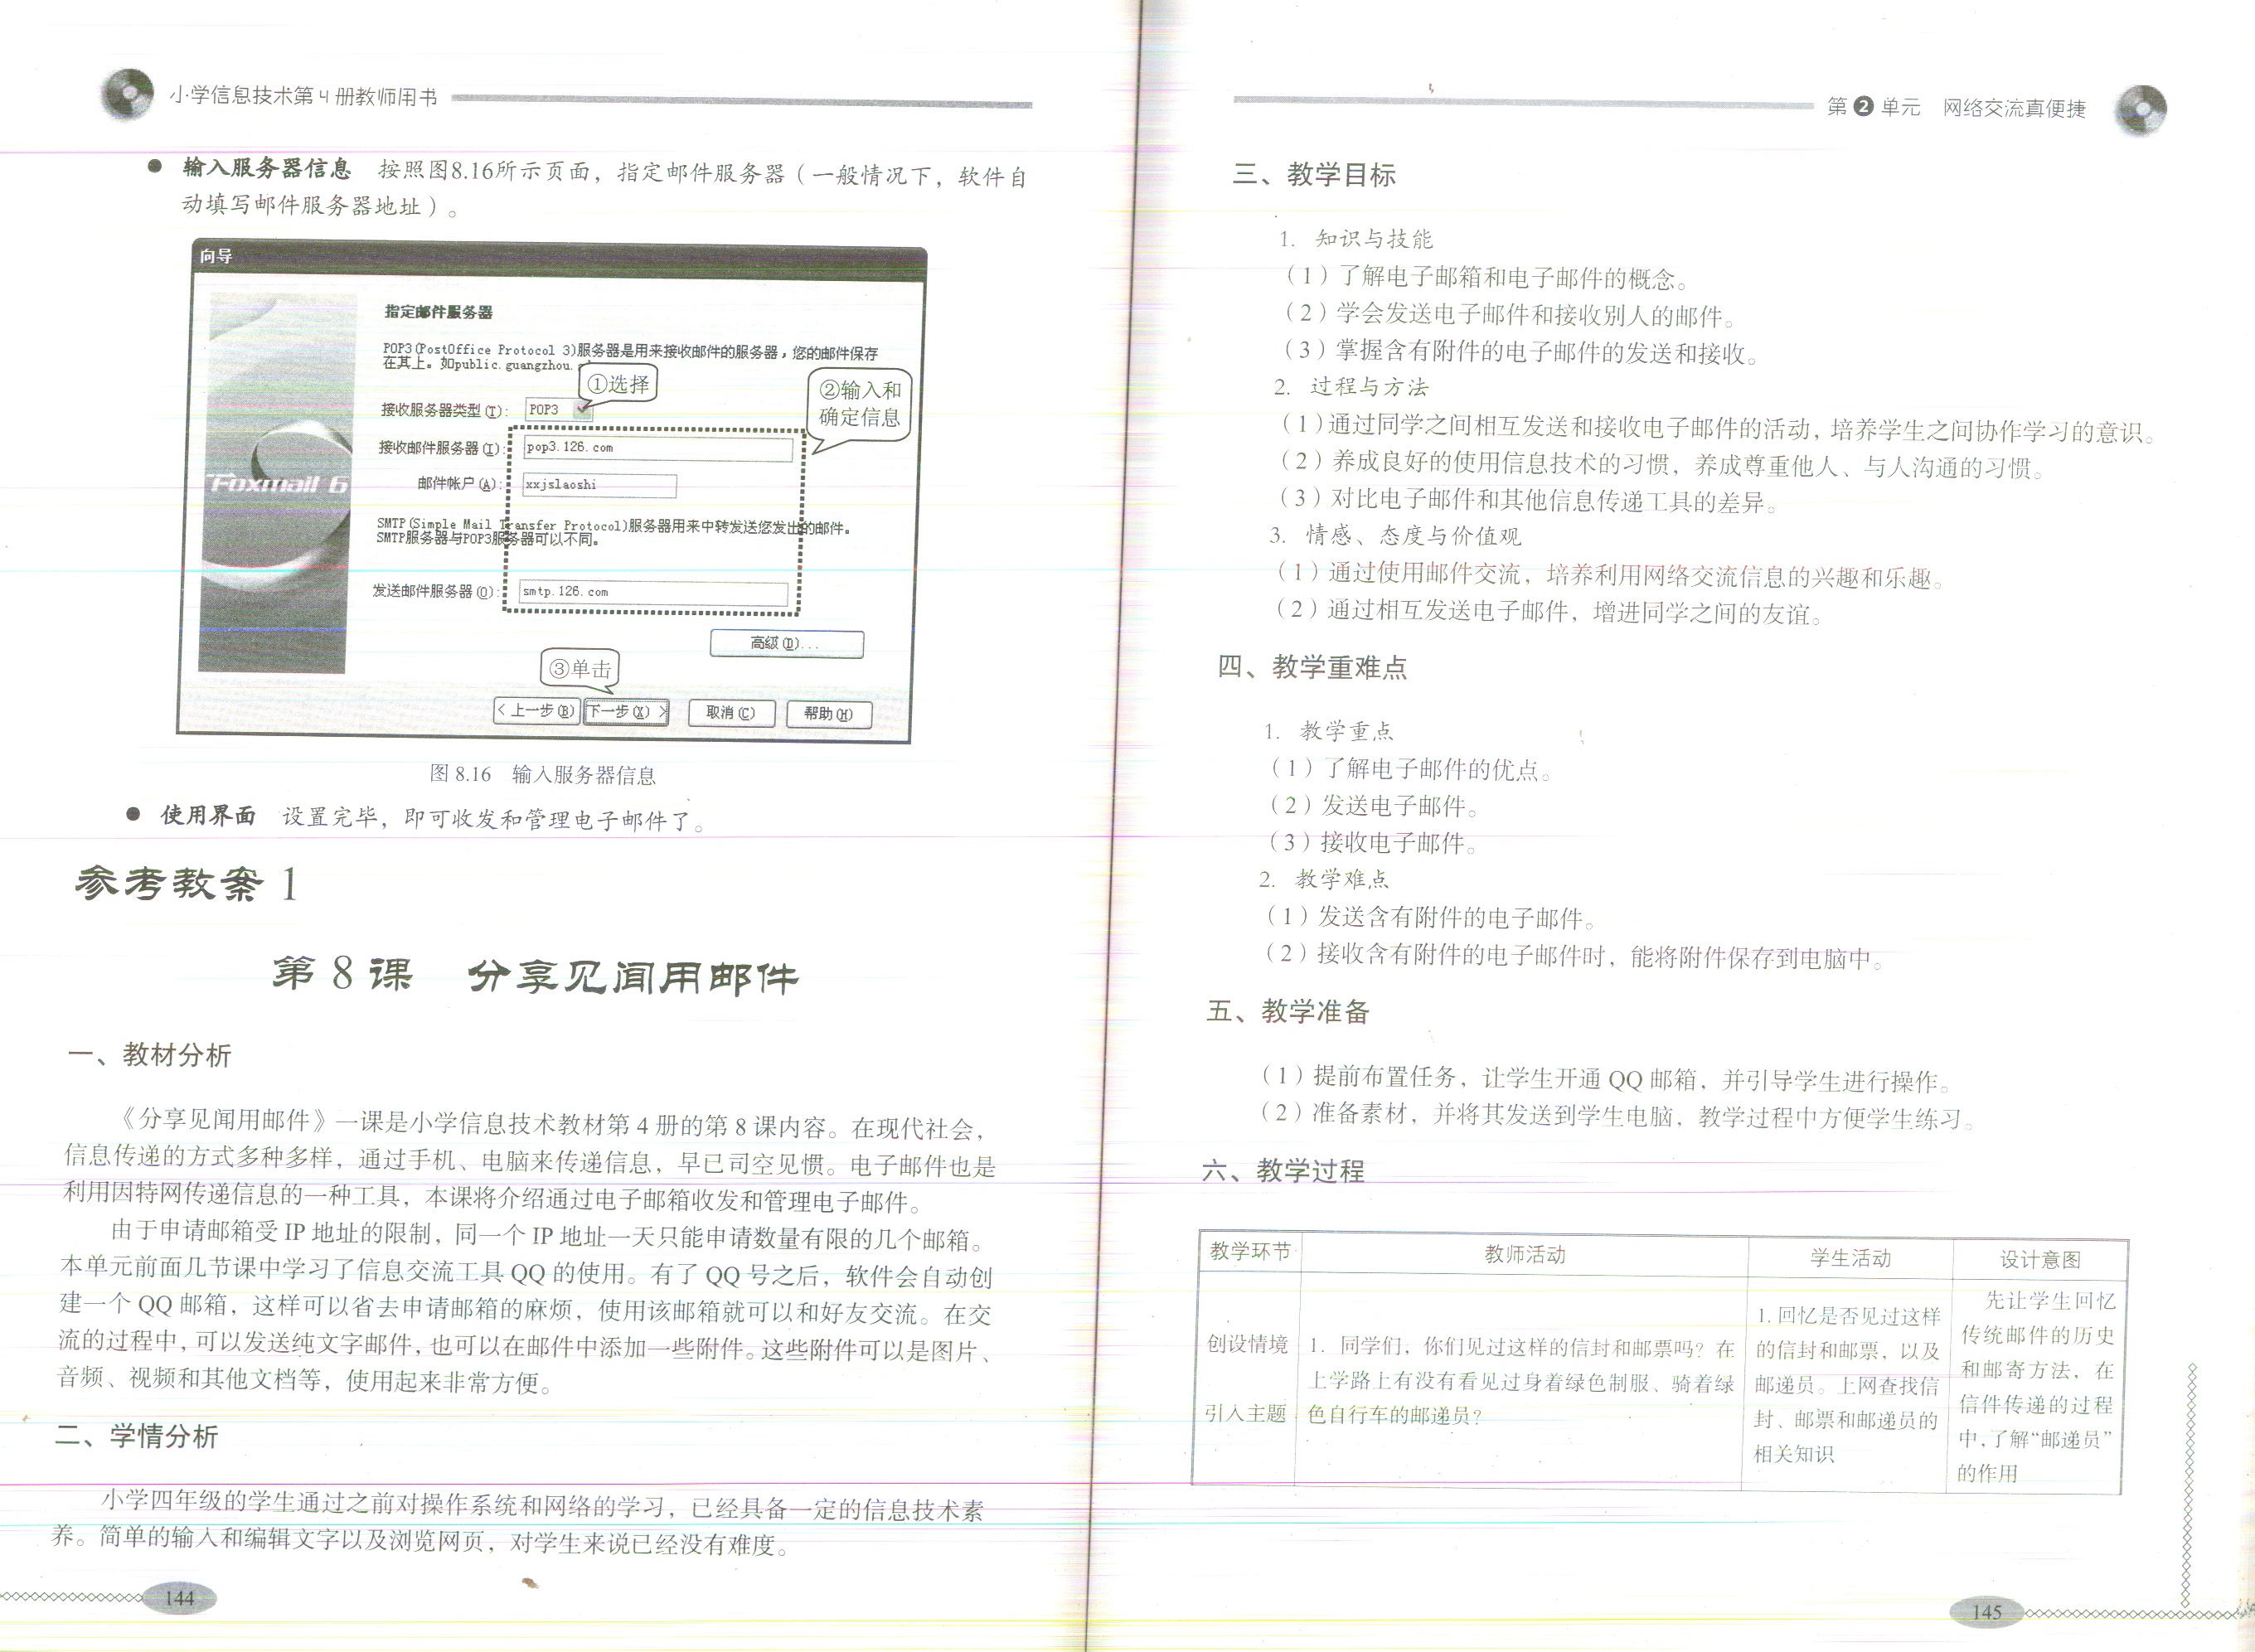 小学信息技术第4册教师用书
● 输入服务器信息 按照图8.16所示页面，指定邮件服务器（一般情况下，软件自
动填写邮件服务器地址）。
向导
指定邮件服务器
POP3(PostOffice Protocol 3)服务器是用来接收邮件的服务器，您的邮件保存
在其上。如public.guangzhou.
①选择
②输入和
确定信息
接收服务器类型(T): POP3
接收邮件服务器(I): pop3.126.com
邮件帐户(A): xxjslaoshi
Foxmail 6
SMTP(Simple Mail Transfer Protocol)服务器用来中转发送您发出的邮件。
SMTP服务器与POP3服务器可以不同。
发送邮件服务器(O): smtp.126.com
高级(D)...
③单击
<上一步(B) 下一步(X)> 取消(C) 帮助(H)
图 8.16 输入服务器信息
● 使用界面 设置完毕，即可收发和管理电子邮件了。
参考教案 1
第 8 课 分享见闻用邮件
一、教材分析
《分享见闻用邮件》一课是小学信息技术教材第 4 册的第 8 课内容。在现代社会，
信息传递的方式多种多样，通过手机、电脑来传递信息，早已司空见惯。电子邮件也是
利用因特网传递信息的一种工具，本课将介绍通过电子邮箱收发和管理电子邮件。
由于申请邮箱受 IP 地址的限制，同一个 IP 地址一天只能申请数量有限的几个邮箱。
本单元前面几节课中学习了信息交流工具 QQ 的使用。有了 QQ 号之后，软件会自动创
建一个 QQ 邮箱，这样可以省去申请邮箱的麻烦，使用该邮箱就可以和好友交流。在交
流的过程中，可以发送纯文字邮件，也可以在邮件中添加一些附件。这些附件可以是图片、
音频、视频和其他文档等，使用起来非常方便。
二、学情分析
小学四年级的学生通过之前对操作系统和网络的学习，已经具备一定的信息技术素
养。简单的输入和编辑文字以及浏览网页，对学生来说已经没有难度。
144
第 2 单元 网络交流真便捷
三、教学目标
1. 知识与技能
（1）了解电子邮箱和电子邮件的概念。
（2）学会发送电子邮件和接收别人的邮件。
（3）掌握含有附件的电子邮件的发送和接收。
2. 过程与方法
（1）通过同学之间相互发送和接收电子邮件的活动，培养学生之间协作学习的意识。
（2）养成良好的使用信息技术的习惯，养成尊重他人、与人沟通的习惯。
（3）对比电子邮件和其他信息传递工具的差异。
3. 情感、态度与价值观
（1）通过使用邮件交流，培养利用网络交流信息的兴趣和乐趣。
（2）通过相互发送电子邮件，增进同学之间的友谊。
四、教学重难点
1. 教学重点
（1）了解电子邮件的优点。
（2）发送电子邮件。
（3）接收电子邮件。
2. 教学难点
（1）发送含有附件的电子邮件。
（2）接收含有附件的电子邮件时，能将附件保存到电脑中。
五、教学准备
（1）提前布置任务，让学生开通 QQ 邮箱，并引导学生进行操作。
（2）准备素材，并将其发送到学生电脑，教学过程中方便学生练习。
六、教学过程
教学环节 教师活动 学生活动 设计意图
创设情境
引入主题
1. 同学们，你们见过这样的信封和邮票吗？在
上学路上有没有看见过身着绿色制服、骑着绿
色自行车的邮递员？
1. 回忆是否见过这样
的信封和邮票，以及
邮递员。上网查找信
封、邮票和邮递员的
相关知识
先让学生回忆
传统邮件的历史
和邮寄方法，在
信件传递的过程
中，了解“邮递员”
的作用
145